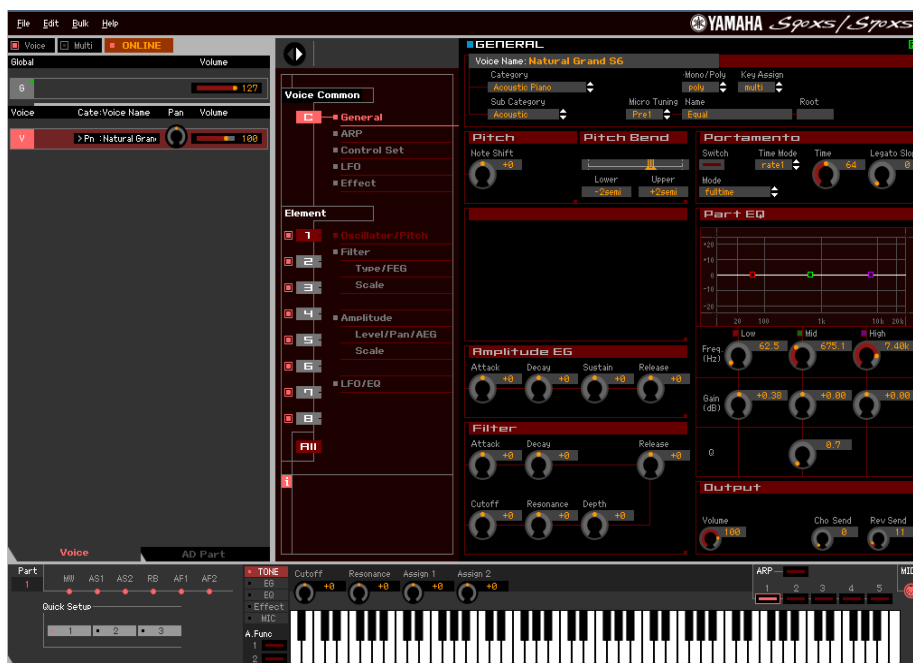 File Edit Bulk Help
YAMAHA S90XS/S70XS
Voice Multi ONLINE
Global Volume
G 127
Voice Cate:Voice Name Pan Volume
V >Pn :Natural Gran 100
Voice AD Part
Voice Common
C General
ARP
Control Set
LFO
Effect
Element
1 Oscillator/Pitch
2 Filter
Type/FEG
3 Scale
4 Amplitude
5 Level/Pan/AEG
Scale
6
7 LFO/EQ
8
All
i
GENERAL
Voice Name: Natural Grand S6
Category Mono/Poly Key Assign
Acoustic Piano poly multi
Sub Category Micro Tuning Name Root
Acoustic Pre1 Equal
Pitch Pitch Bend Portamento
Note Shift Switch Time Mode Time Legato Slop
+0 rate1 64 0
Lower Upper Mode
-2semi +2semi fulltime
Part EQ
+20
+10
0
-10
-20
20 100 1k 10k 20k
Low Mid High
Freq. (Hz) 62.5 675.1 7.40k
Gain (dB) +0.38 +0.00 +0.00
Q 0.7
Amplitude EG
Attack Decay Sustain Release
+0 +0 +0 +0
Filter
Attack Decay Release
+0 +0 +0
Cutoff Resonance Depth
+0 +0 +0
Output
Volume Cho Send Rev Send
100 0 11
Part
1
MW AS1 AS2 RB AF1 AF2
Quick Setup
1 2 3
TONE
EG
EQ
Effect
MIC
A.Func
1
2
Cutoff Resonance Assign 1 Assign 2
+0 +0 +0 +0
ARP
1 2 3 4 5
MID